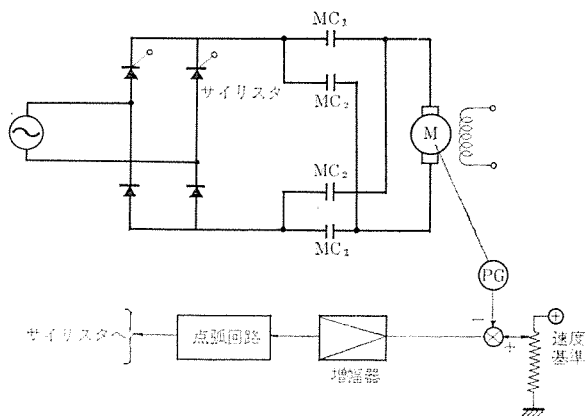 MC₁
サイリスタ
MC₂
M
MC₂
MC₁
PG
−
+
+
速度
基準
サイリスタへ
点弧回路
増幅器